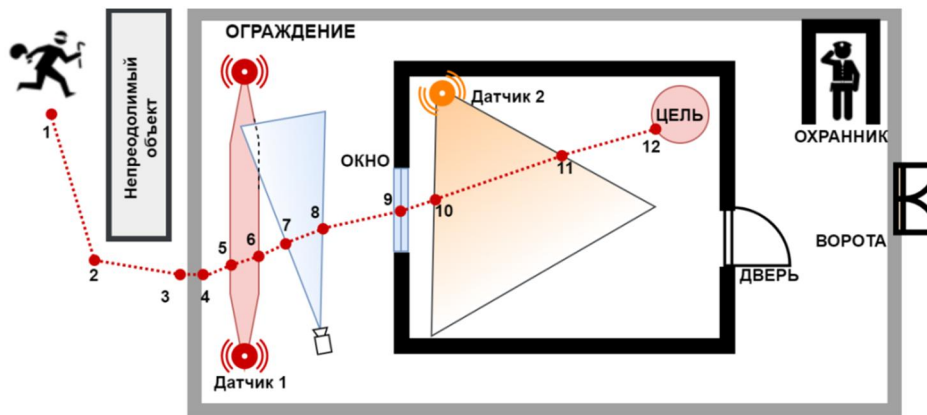 ОГРАЖДЕНИЕ
Непреодолимый
объект
Датчик 2
ЦЕЛЬ
ОХРАННИК
ОКНО
ВОРОТА
ДВЕРЬ
Датчик 1
1
2
3
4
5
6
7
8
9
10
11
12